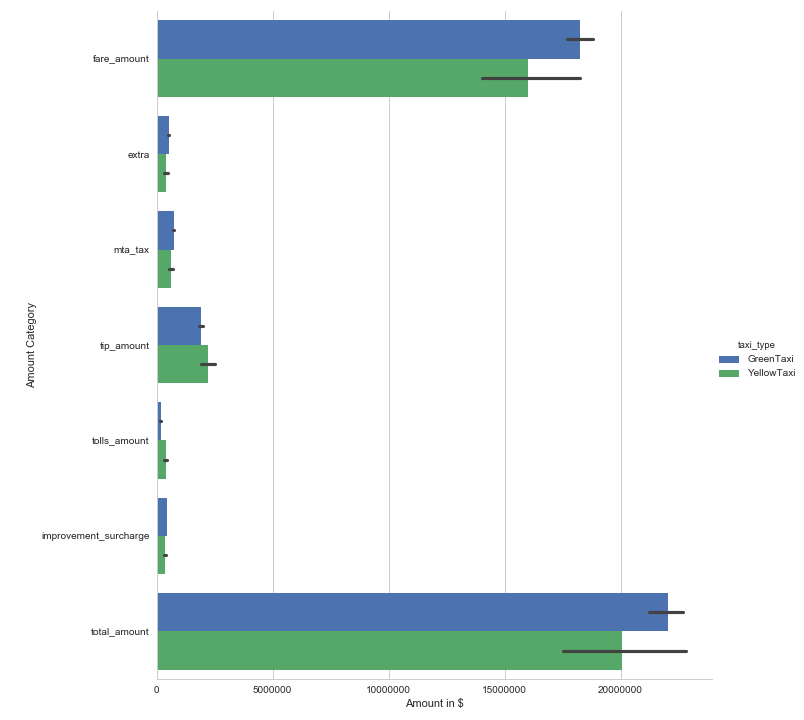 fare_amount
extra
mta_tax
tip_amount
tolls_amount
improvement_surcharge
total_amount
Amount Category
0
5000000
10000000
15000000
20000000
Amount in $
taxi_type
GreenTaxi
YellowTaxi